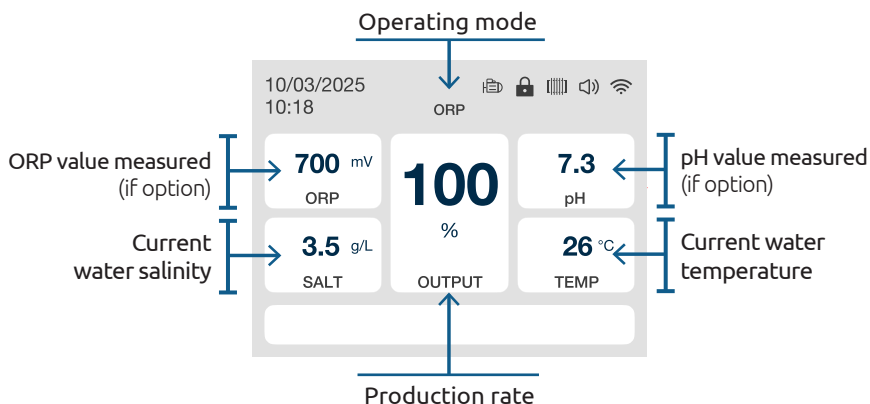 Operating mode
10/03/2025
10:18
ORP
ORP value measured
(if option)
700 mV
ORP
100
%
OUTPUT
7.3
pH
pH value measured
(if option)
Current
water salinity
3.5 g/L
SALT
26 °C
TEMP
Current water
temperature
Production rate